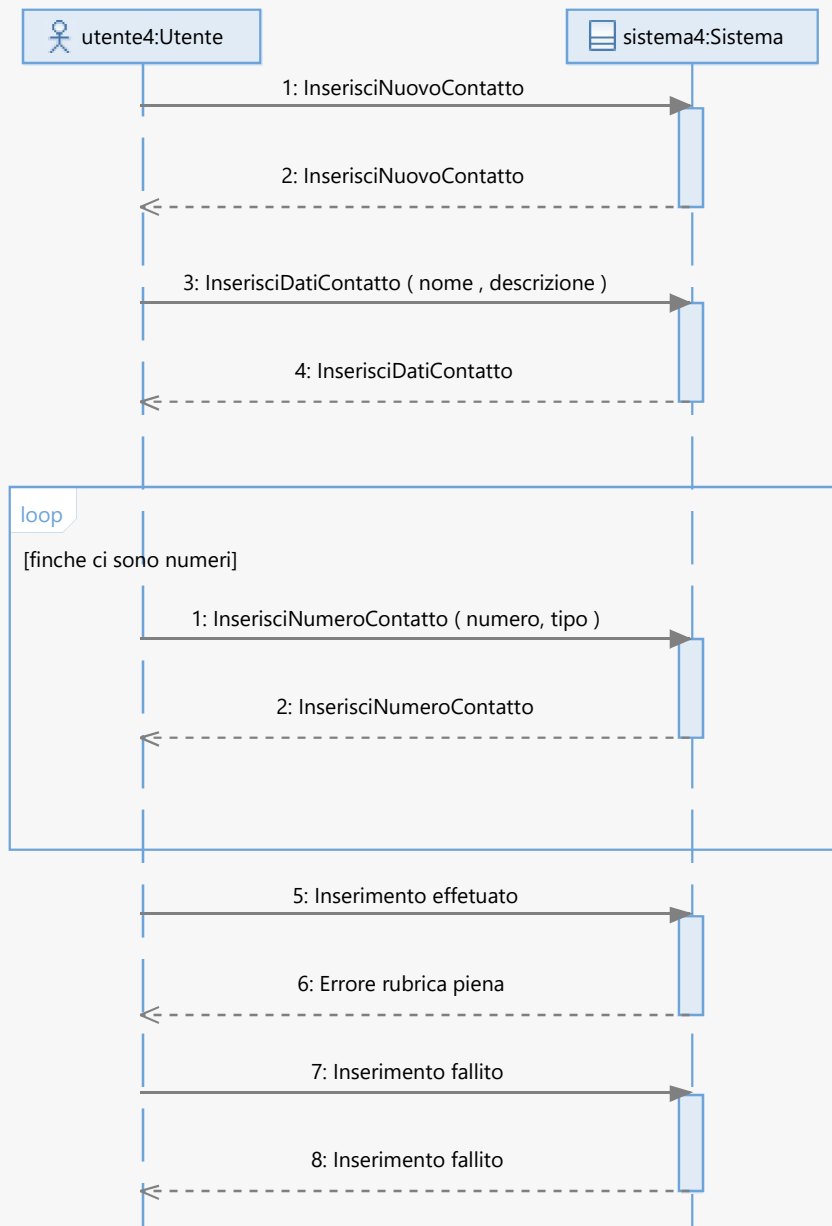 utente4:Utente
sistema4:Sistema
1: InserisciNuovoContatto
2: InserisciNuovoContatto
3: InserisciDatiContatto ( nome , descrizione )
4: InserisciDatiContatto
loop
[finche ci sono numeri]
1: InserisciNumeroContatto ( numero, tipo )
2: InserisciNumeroContatto
5: Inserimento effetuato
6: Errore rubrica piena
7: Inserimento fallito
8: Inserimento fallito